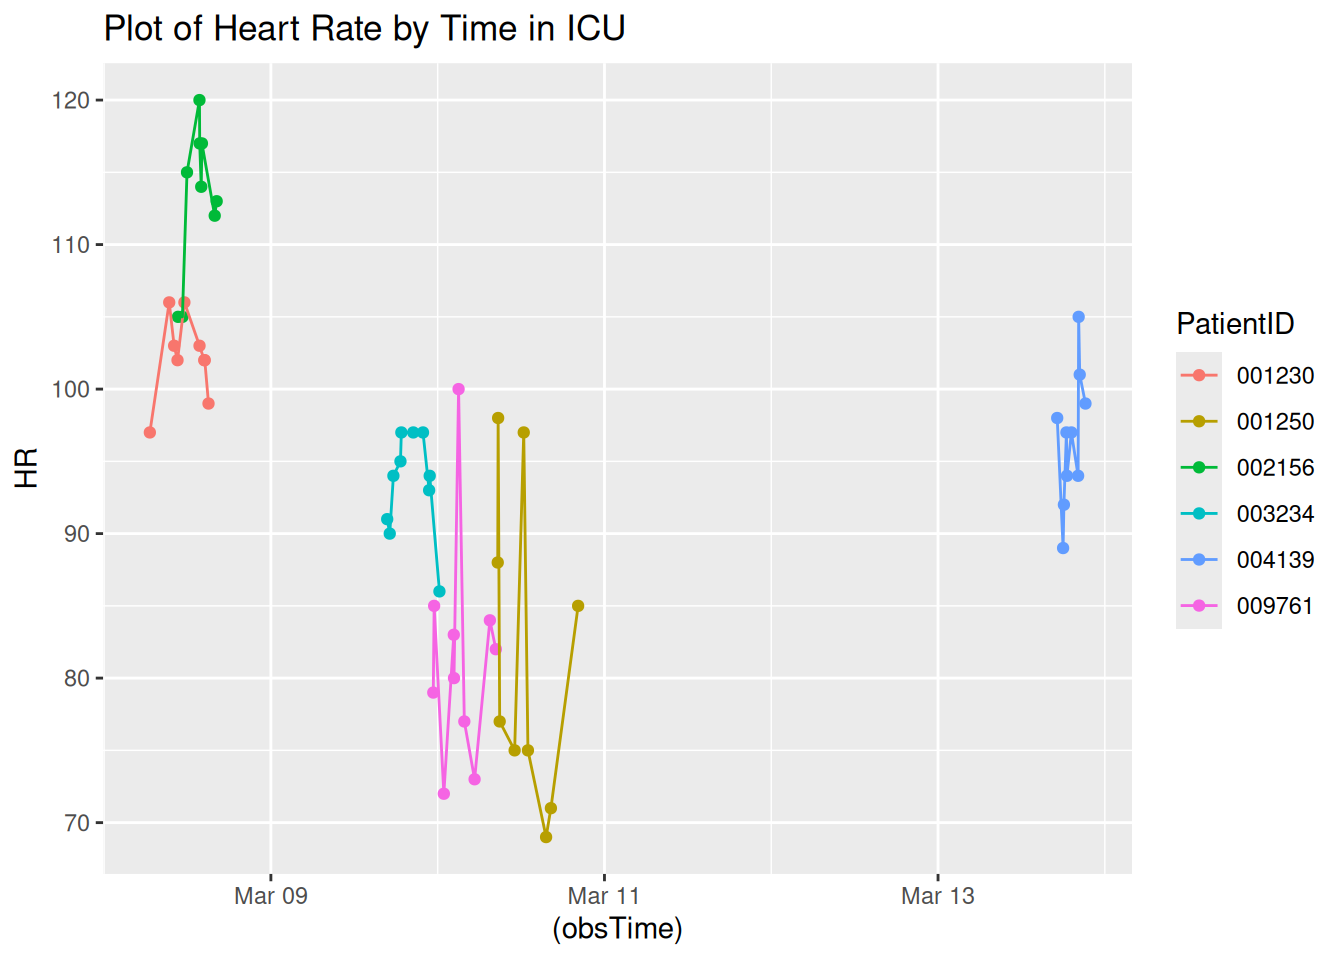 Plot of Heart Rate by Time in ICU
120
110
100
90
80
70
HR
Mar 09
Mar 11
Mar 13
(obsTime)
PatientID
001230
001250
002156
003234
004139
009761